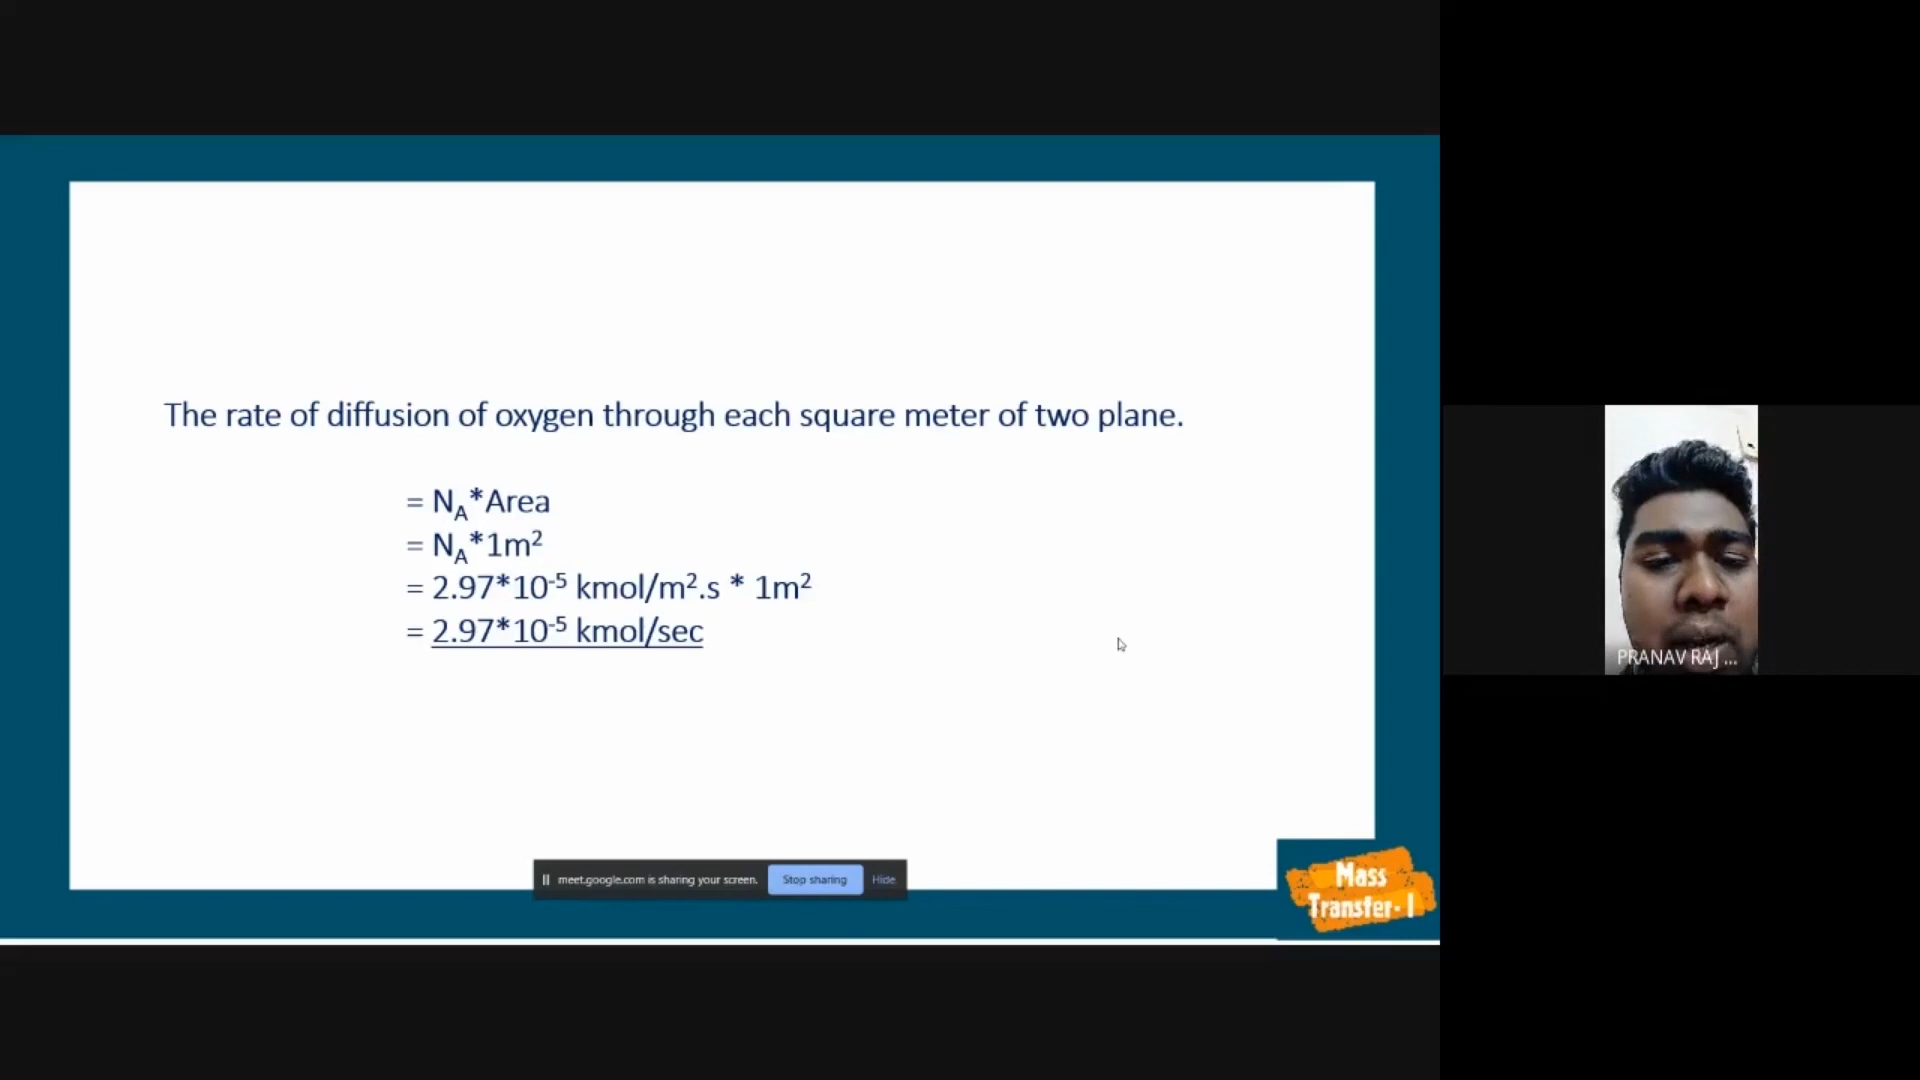 The rate of diffusion of oxygen through each square meter of two plane.
= N_A*Area
= N_A*1m²
= 2.97*10⁻⁵ kmol/m².s * 1m²
= 2.97*10⁻⁵ kmol/sec
meet.google.com is sharing your screen. Stop sharing Hide
Mass
Transfer- I
PRANAV RAJ ...